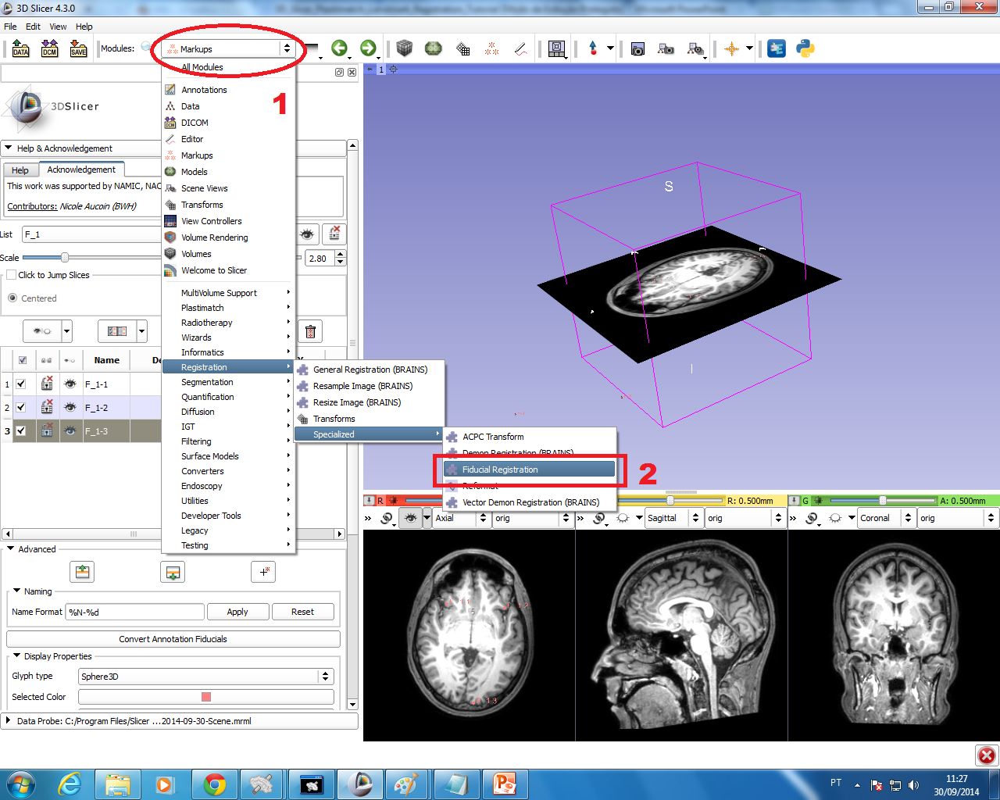 3D Slicer 4.3.0
File Edit View Help
DATA DCM SAVE Modules: Markups
All Modules
1
Annotations
Data
DICOM
Editor
Markups
Models
Scene Views
Transforms
View Controllers
Volume Rendering
Volumes
Welcome to Slicer
MultiVolume Support
Plastimatch
Radiotherapy
Wizards
Informatics
Registration
Segmentation
Quantification
Diffusion
IGT
Filtering
Surface Models
Converters
Endoscopy
Utilities
Developer Tools
Legacy
Testing
General Registration (BRAINS)
Resample Image (BRAINS)
Resize Image (BRAINS)
Transforms
Specialized
ACPC Transform
Demon Registration (BRAINS)
Fiducial Registration
Reformat
Vector Demon Registration (BRAINS)
2
3DSlicer
Help & Acknowledgement
Help Acknowledgement
This work was supported by NAMIC, NAC
Contributors: Nicole Aucoin (BWH)
List F_1
Scale 2.80
Click to Jump Slices
Centered
Name De
1 F_1-1
2 F_1-2
3 F_1-3
Advanced
Naming
Name Format %N-%d Apply Reset
Convert Annotation Fiducials
Display Properties
Glyph type Sphere3D
Selected Color
Data Probe: C:/Program Files/Slicer ...2014-09-30-Scene.mrml
1
S
I
R R: 0.500mm G A: 0.500mm
Axial orig Sagittal orig Coronal orig
PT 11:27
30/09/2014